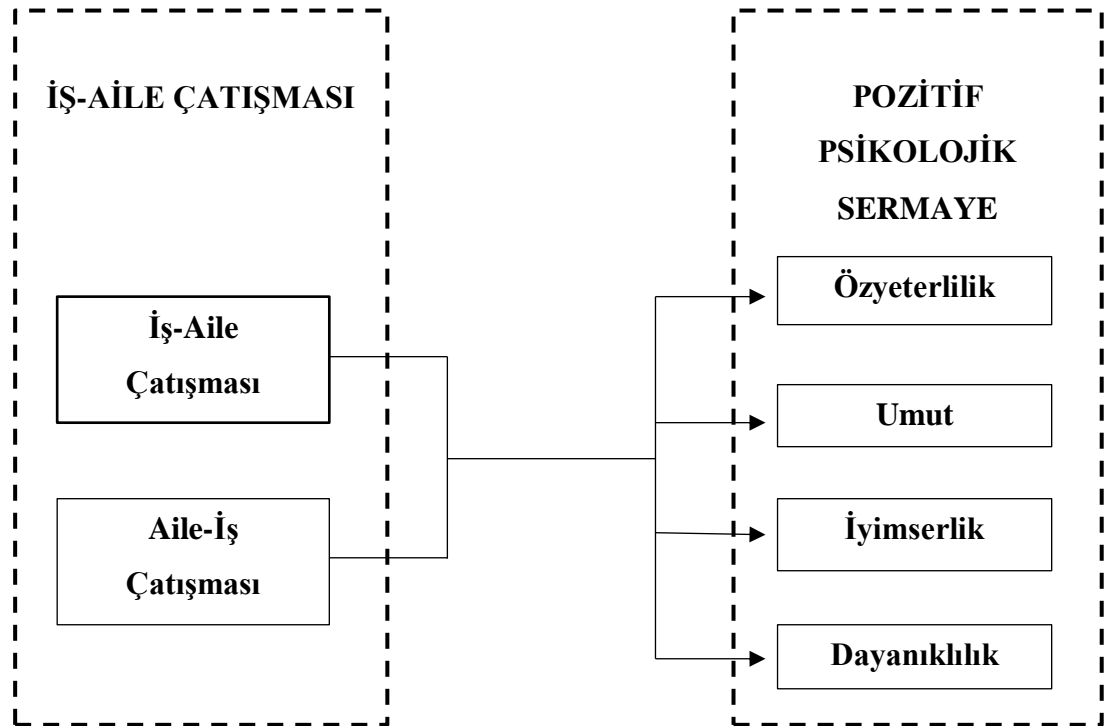 İŞ-AİLE ÇATIŞMASI
İş-Aile
Çatışması
Aile-İş
Çatışması
POZİTİF
PSİKOLOJİK
SERMAYE
Özyeterlilik
Umut
İyimserlik
Dayanıklılık